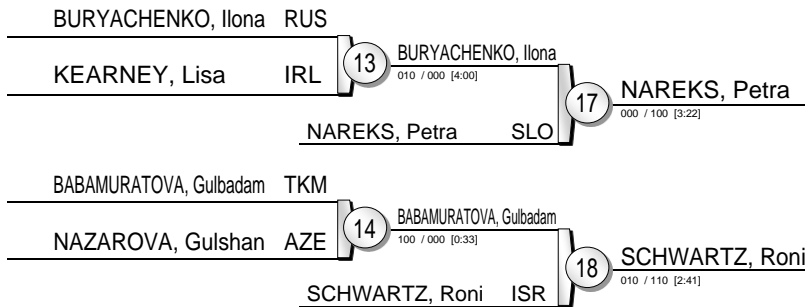 BURYACHENKO, Ilona RUS
KEARNEY, Lisa IRL
13
BURYACHENKO, Ilona
010 / 000 [4:00]
NAREKS, Petra SLO
17
NAREKS, Petra
000 / 100 [3:22]
BABAMURATOVA, Gulbadam TKM
NAZAROVA, Gulshan AZE
14
BABAMURATOVA, Gulbadam
100 / 000 [0:33]
SCHWARTZ, Roni ISR
18
SCHWARTZ, Roni
010 / 110 [2:41]